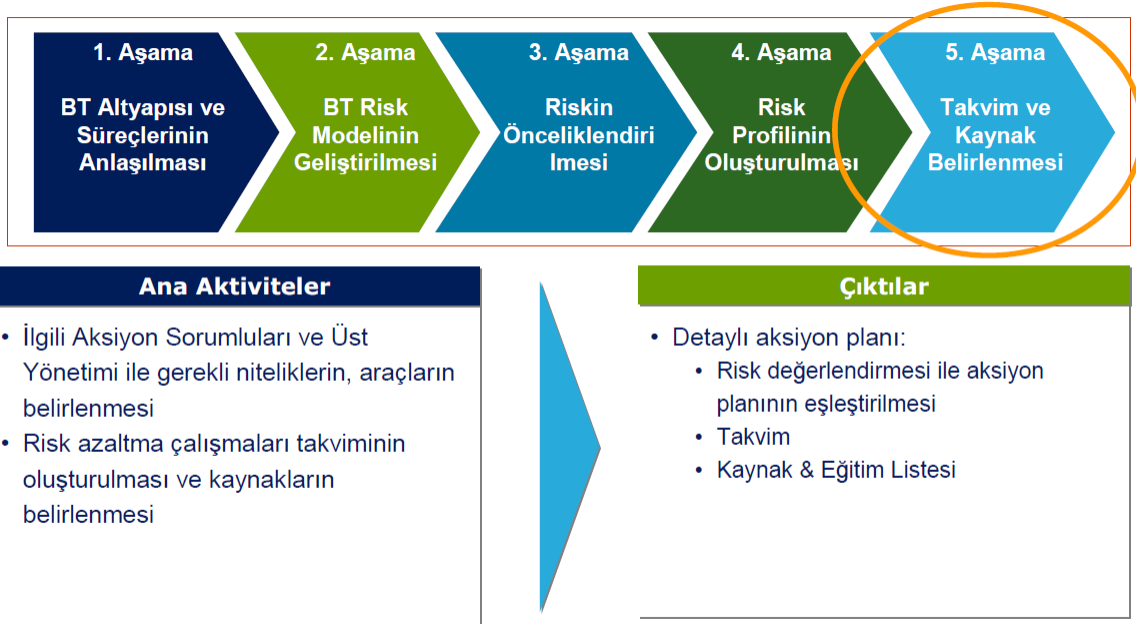 1. Aşama
BT Altyapısı ve
Süreçlerinin
Anlaşılması
2. Aşama
BT Risk
Modelinin
Geliştirilmesi
3. Aşama
Riskin
Önceliklendiri
lmesi
4. Aşama
Risk
Profilinin
Oluşturulması
5. Aşama
Takvim ve
Kaynak
Belirlenmesi
Ana Aktiviteler
• İlgili Aksiyon Sorumluları ve Üst
Yönetimi ile gerekli niteliklerin, araçların
belirlenmesi
• Risk azaltma çalışmaları takviminin
oluşturulması ve kaynakların
belirlenmesi
Çıktılar
• Detaylı aksiyon planı:
• Risk değerlendirmesi ile aksiyon
planının eşleştirilmesi
• Takvim
• Kaynak & Eğitim Listesi